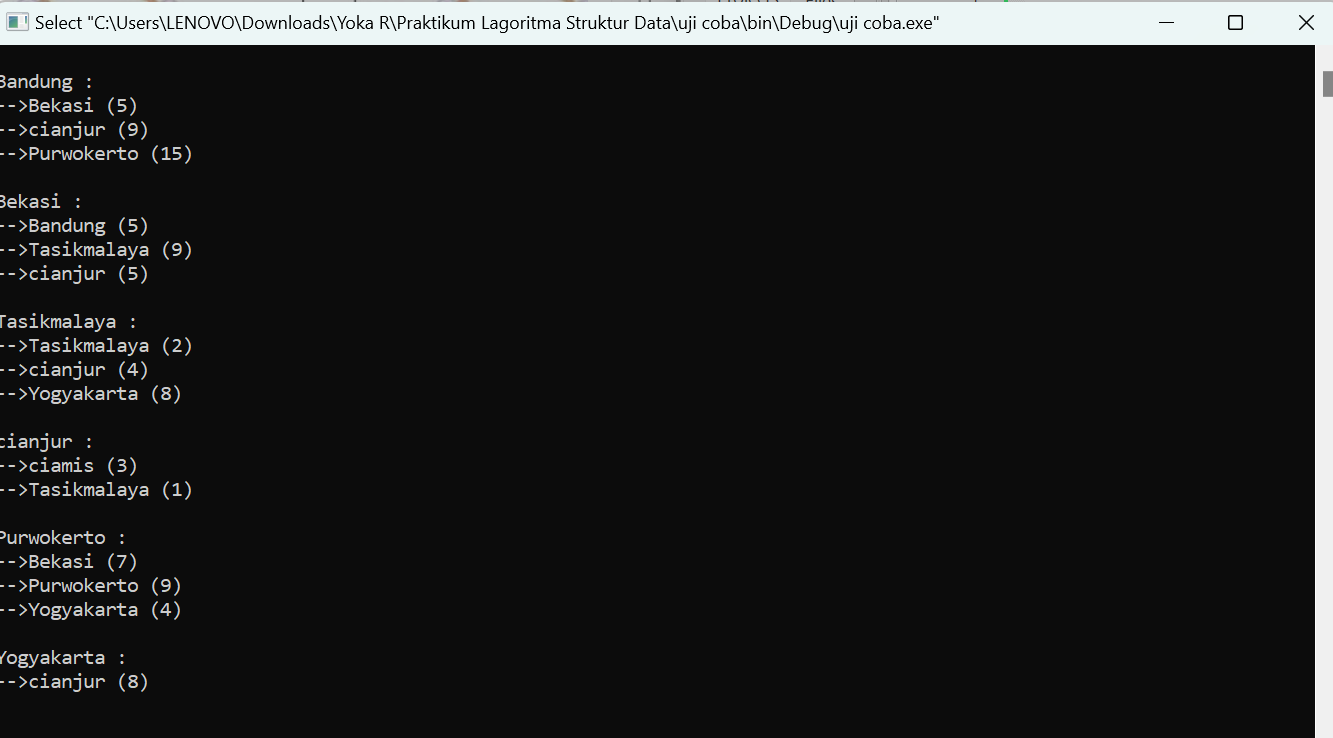 Select "C:\Users\LENOVO\Downloads\Yoka R\Praktikum Lagoritma Struktur Data\uji coba\bin\Debug\uji coba.exe"
Bandung :
-->Bekasi (5)
-->cianjur (9)
-->Purwokerto (15)
Bekasi :
-->Bandung (5)
-->Tasikmalaya (9)
-->cianjur (5)
Tasikmalaya :
-->Tasikmalaya (2)
-->cianjur (4)
-->Yogyakarta (8)
cianjur :
-->ciamis (3)
-->Tasikmalaya (1)
Purwokerto :
-->Bekasi (7)
-->Purwokerto (9)
-->Yogyakarta (4)
Yogyakarta :
-->cianjur (8)